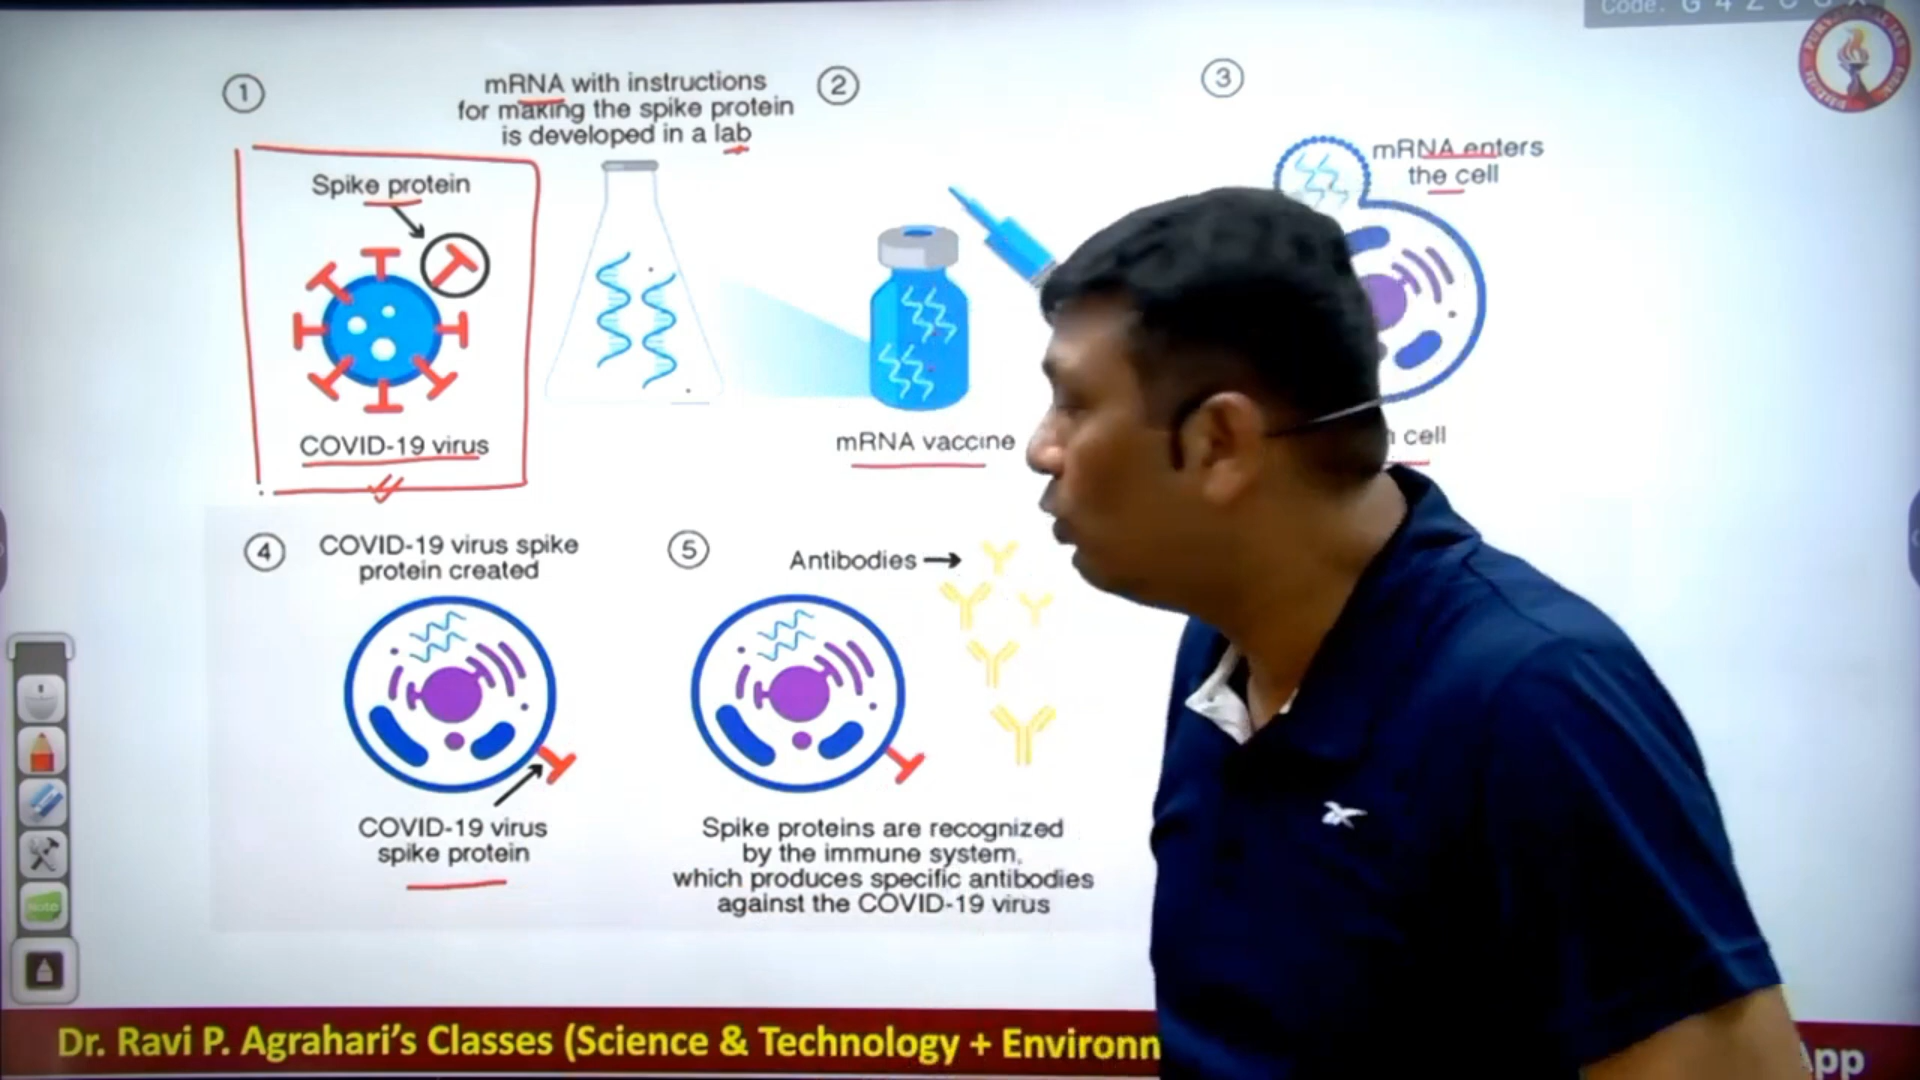 Code: G 4 Z
1
mRNA with instructions
for making the spike protein
is developed in a lab
2
3
mRNA enters
the cell
Spike protein
COVID-19 virus
mRNA vaccine
cell
4
COVID-19 virus spike
protein created
5
Antibodies
COVID-19 virus
spike protein
Spike proteins are recognized
by the immune system,
which produces specific antibodies
against the COVID-19 virus
Note
Dr. Ravi P. Agrahari's Classes (Science & Technology + Environn
App